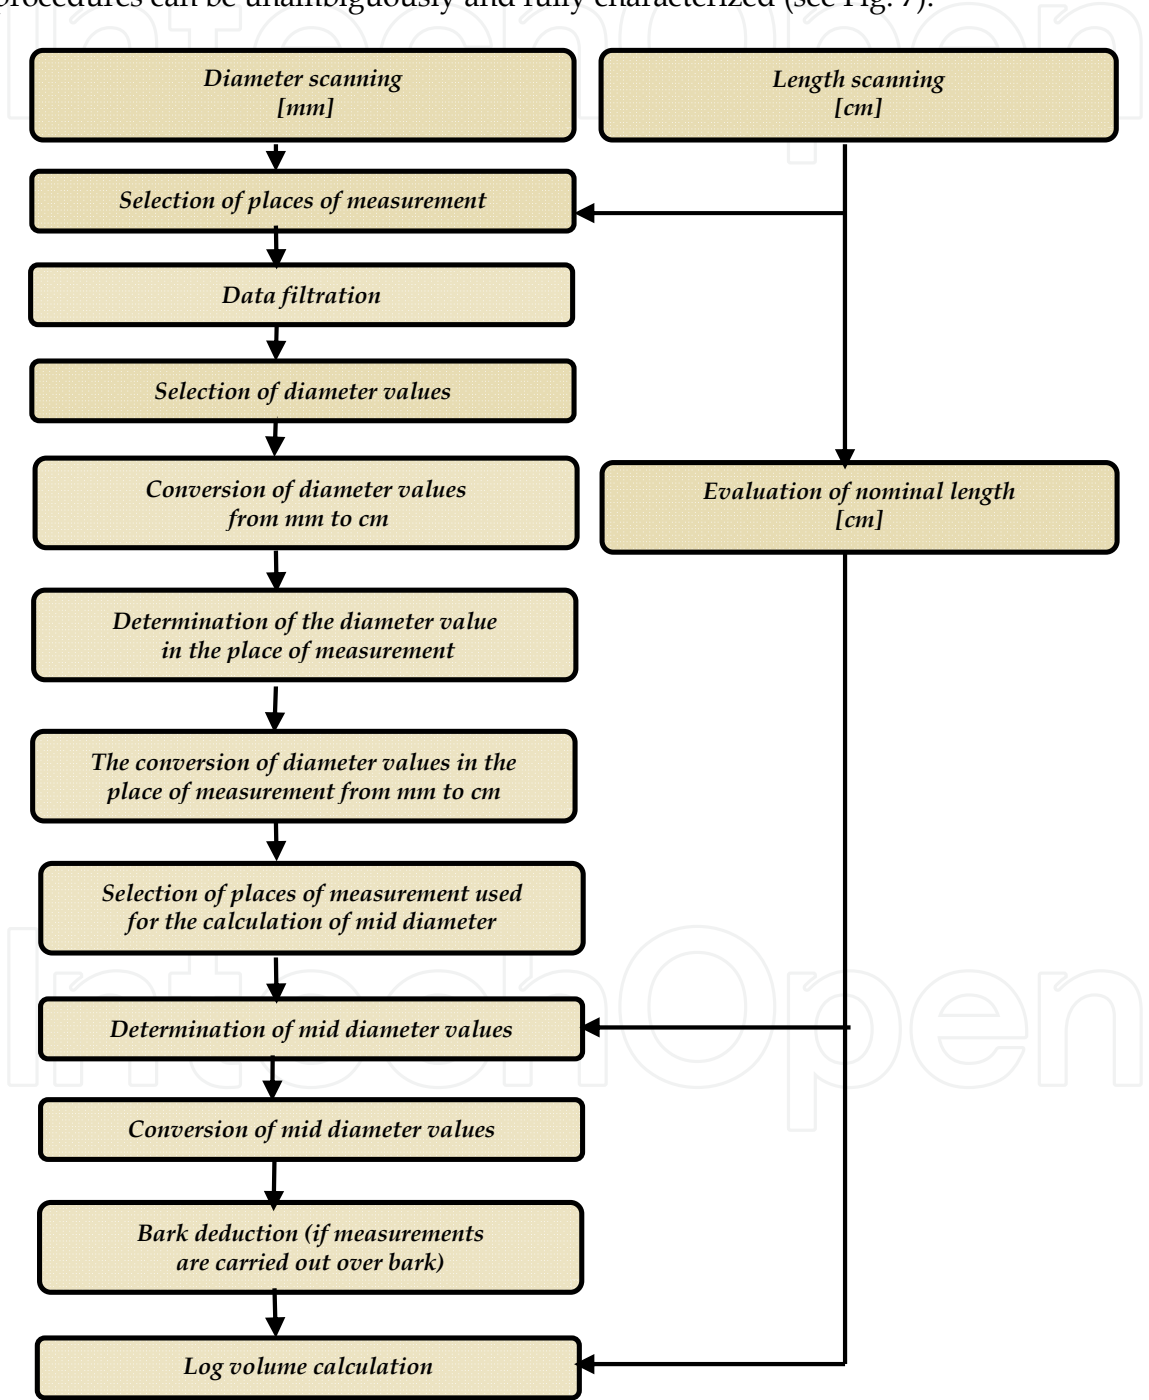 procedures can be unambiguously and fully characterized (see Fig. 7).
Diameter scanning
[mm]
Length scanning
[cm]
Selection of places of measurement
Data filtration
Selection of diameter values
Conversion of diameter values
from mm to cm
Evaluation of nominal length
[cm]
Determination of the diameter value
in the place of measurement
The conversion of diameter values in the
place of measurement from mm to cm
Selection of places of measurement used
for the calculation of mid diameter
IntechOpen
Determination of mid diameter values
Conversion of mid diameter values
Bark deduction (if measurements
are carried out over bark)
Log volume calculation